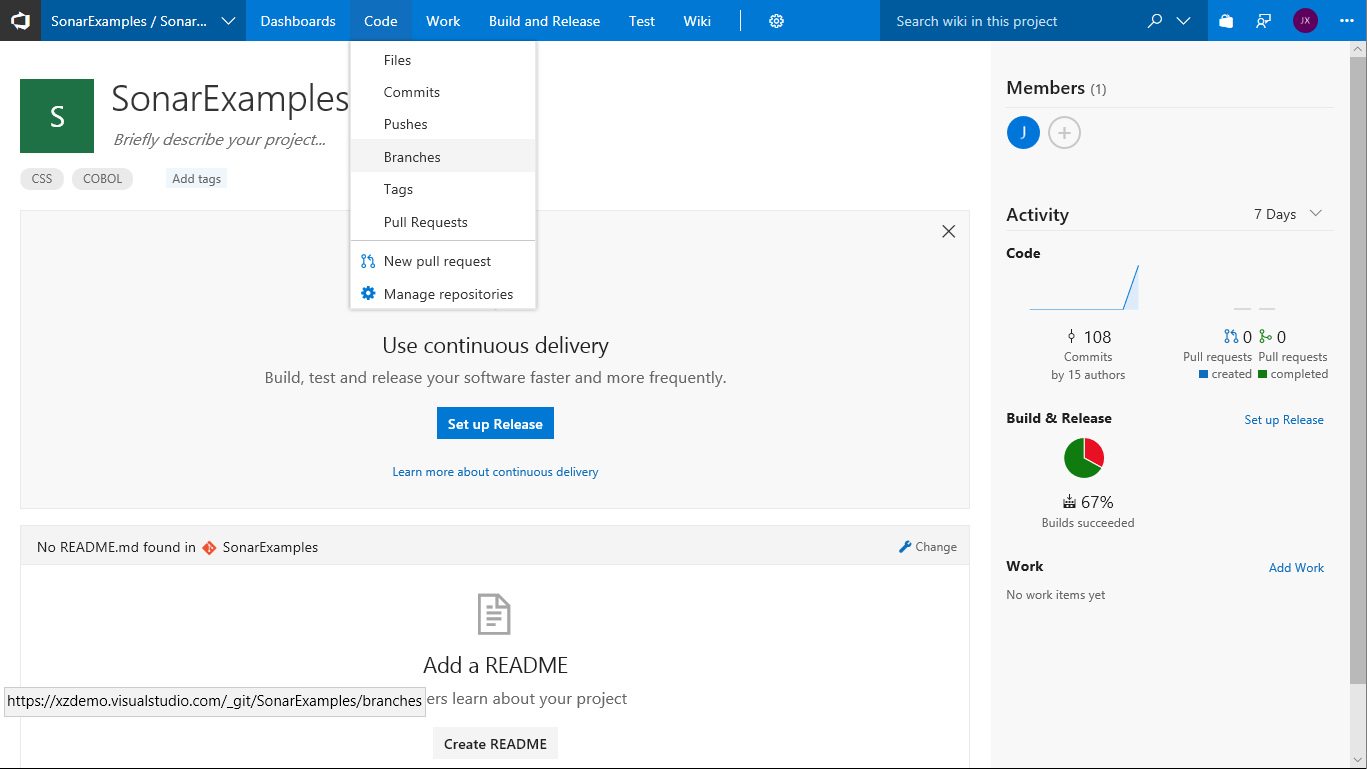 SonarExamples / Sonar... Dashboards Code Work Build and Release Test Wiki Search wiki in this project JX
Files
Commits
Pushes
Branches
Tags
Pull Requests
New pull request
Manage repositories
S
SonarExamples
Briefly describe your project...
CSS COBOL Add tags
Use continuous delivery
Build, test and release your software faster and more frequently.
Set up Release
Learn more about continuous delivery
No README.md found in SonarExamples Change
Add a README
ers learn about your project
Create README
https://xzdemo.visualstudio.com/_git/SonarExamples/branches
Members (1)
J
Activity 7 Days
Code
108 0 0
Commits Pull requests Pull requests
by 15 authors created completed
Build & Release Set up Release
67%
Builds succeeded
Work Add Work
No work items yet